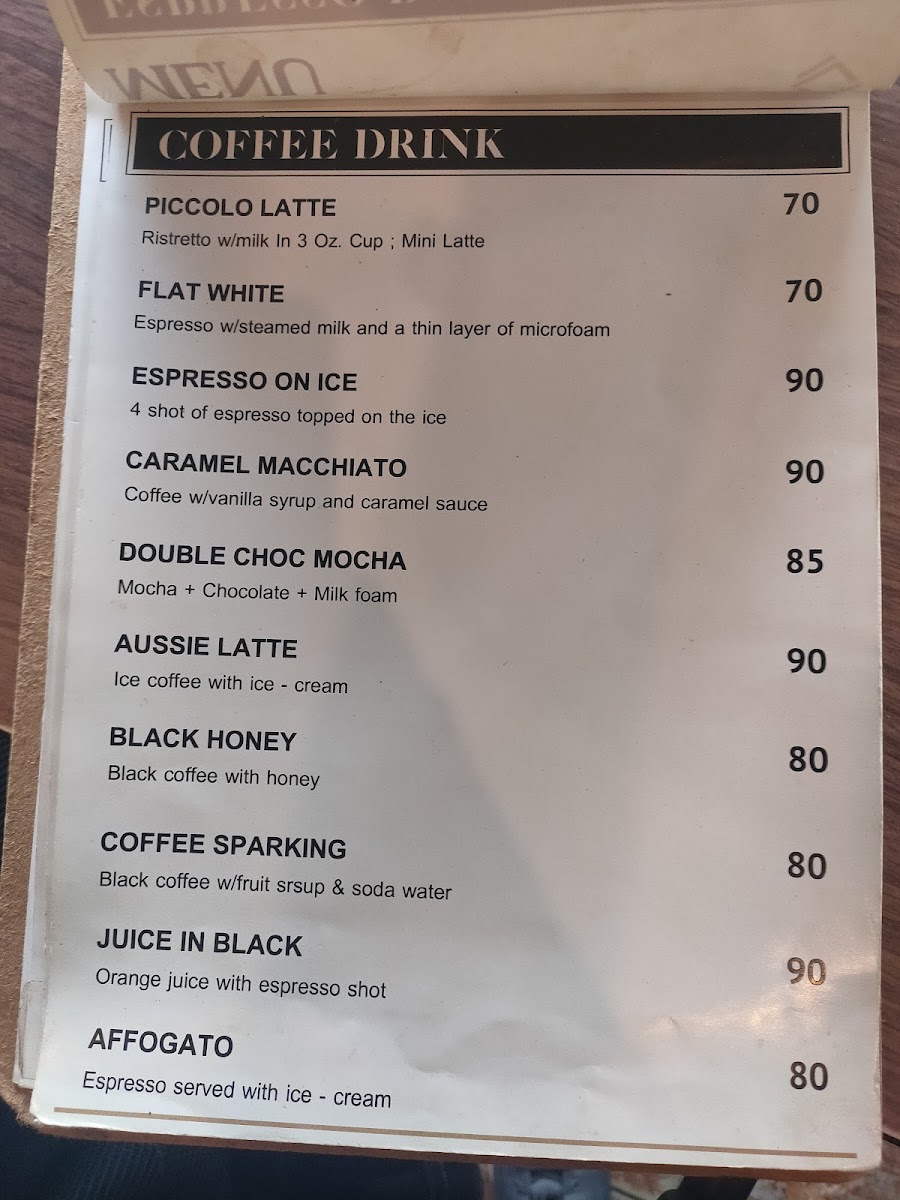 MENU
COFFEE DRINK
PICCOLO LATTE 70
Ristretto w/milk In 3 Oz. Cup ; Mini Latte
FLAT WHITE 70
Espresso w/steamed milk and a thin layer of microfoam
ESPRESSO ON ICE 90
4 shot of espresso topped on the ice
CARAMEL MACCHIATO 90
Coffee w/vanilla syrup and caramel sauce
DOUBLE CHOC MOCHA 85
Mocha + Chocolate + Milk foam
AUSSIE LATTE 90
Ice coffee with ice - cream
BLACK HONEY 80
Black coffee with honey
COFFEE SPARKING 80
Black coffee w/fruit srsup & soda water
JUICE IN BLACK 90
Orange juice with espresso shot
AFFOGATO 80
Espresso served with ice - cream